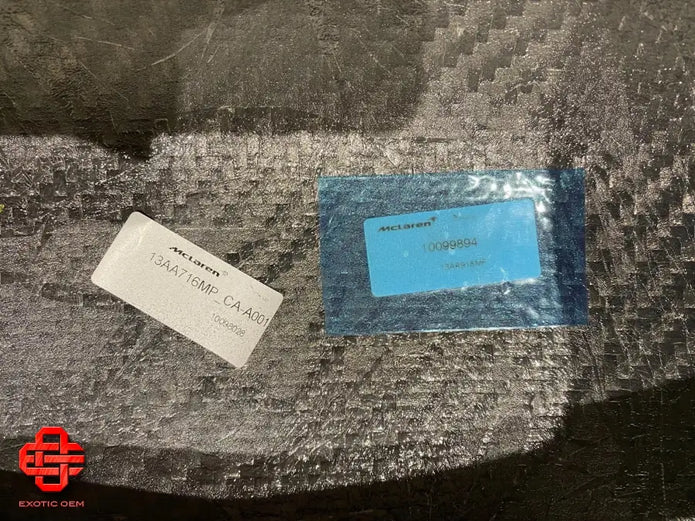 McLaren
13AA716MP_CA-A001
McLaren
10099894
EXOTIC OEM